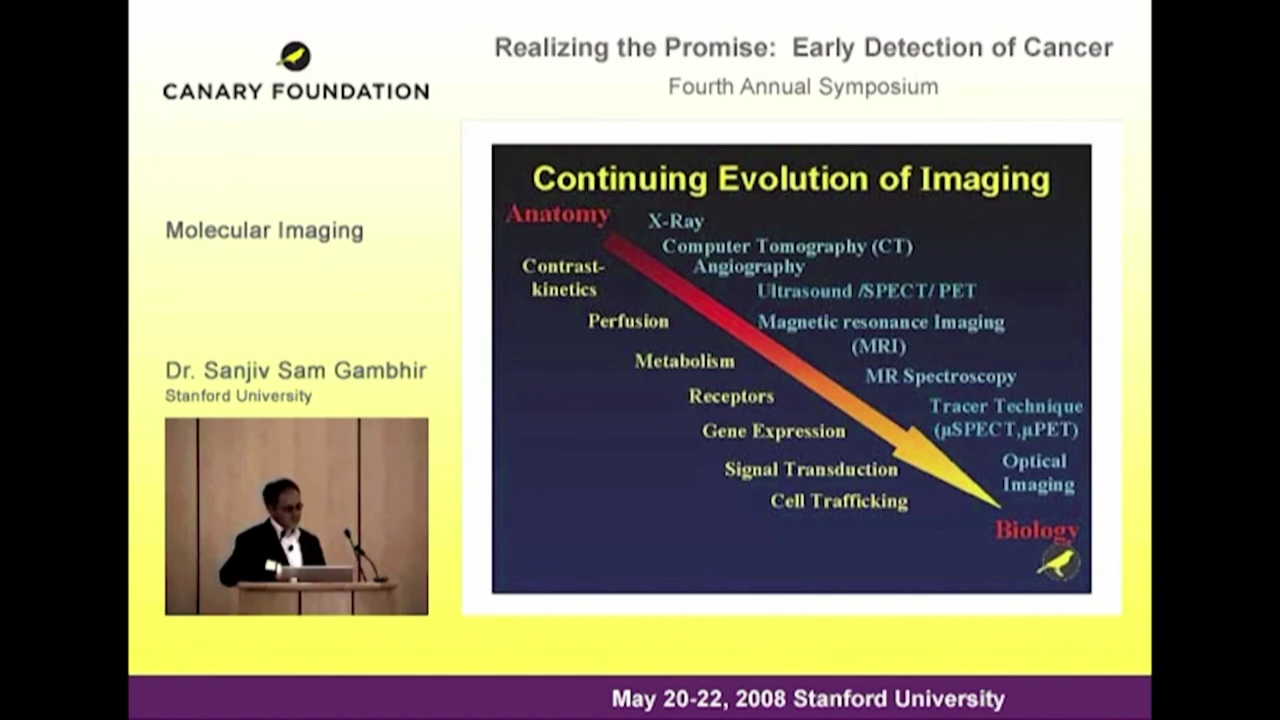 CANARY FOUNDATION
Realizing the Promise: Early Detection of Cancer
Fourth Annual Symposium
Molecular Imaging
Dr. Sanjiv Sam Gambhir
Stanford University
Continuing Evolution of Imaging
Anatomy
X-Ray
Computer Tomography (CT)
Angiography
Ultrasound /SPECT/ PET
Magnetic resonance Imaging
(MRI)
MR Spectroscopy
Tracer Technique
(µSPECT,µPET)
Optical
Imaging
Contrast-
kinetics
Perfusion
Metabolism
Receptors
Gene Expression
Signal Transduction
Cell Trafficking
Biology
May 20-22, 2008 Stanford University